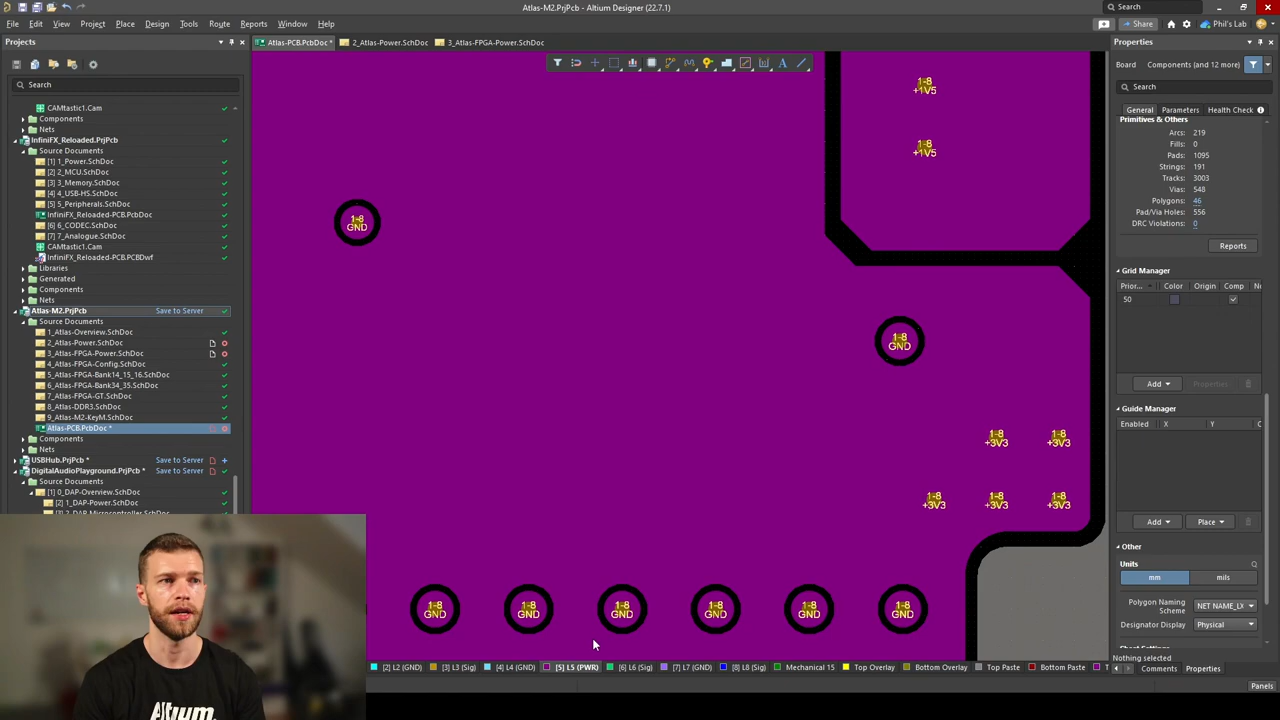 Atlas-M2.PrjPcb - Altium Designer (22.7.1)
Search
File Edit View Project Place Design Tools Route Reports Window Help
Share
Phil's Lab
Projects
Atlas-PCB.PcbDoc *
2_Atlas-Power.SchDoc
3_Atlas-FPGA-Power.SchDoc
Search
CAMtastic1.Cam
Components
Nets
InfiniFX_Reloaded.PrjPcb
Source Documents
[1] 1_Power.SchDoc
[2] 2_MCU.SchDoc
[3] 3_Memory.SchDoc
[4] 4_USB-HS.SchDoc
[5] 5_Peripherals.SchDoc
InfiniFX_Reloaded-PCB.PcbDoc
[6] 6_CODEC.SchDoc
[7] 7_Analogue.SchDoc
CAMtastic1.Cam
InfiniFX_Reloaded-PCB.PCBDwf
Libraries
Generated
Components
Nets
Atlas-M2.PrjPcb Save to Server
Source Documents
1_Atlas-Overview.SchDoc
2_Atlas-Power.SchDoc
3_Atlas-FPGA-Power.SchDoc
4_Atlas-FPGA-Config.SchDoc
5_Atlas-FPGA-Bank14_15_16.SchDoc
6_Atlas-FPGA-Bank34_35.SchDoc
7_Atlas-FPGA-GT.SchDoc
8_Atlas-DDR3.SchDoc
9_Atlas-M2-KeyM.SchDoc
Atlas-PCB.PcbDoc *
Components
Nets
USBHub.PrjPcb * Save to Server
DigitalAudioPlayground.PrjPcb * Save to Server
Source Documents
[1] 0_DAP-Overview.SchDoc
[2] 1_DAP-Power.SchDoc
1-8
+1V5
1-8
+1V5
1-8
GND
1-8
GND
1-8
+3V3
1-8
+3V3
1-8
+3V3
1-8
+3V3
1-8
+3V3
1-8
GND
1-8
GND
1-8
GND
1-8
GND
1-8
GND
1-8
GND
[2] L2 (GND) [3] L3 (Sig) [4] L4 (GND) [5] L5 (PWR) [6] L6 (Sig) [7] L7 (GND) [8] L8 (Sig) Mechanical 15 Top Overlay Bottom Overlay Top Paste Bottom Paste T
Properties
Board Components (and 12 more)
Search
General Parameters Health Check
Primitives & Others
Arcs: 219
Fills: 0
Pads: 1095
Strings: 191
Tracks: 3003
Vias: 548
Polygons: 46
Pad/Via Holes: 556
DRC Violations: 0
Reports
Grid Manager
Prior... Color Origin Comp
50
Add Properties
Guide Manager
Enabled X Y
Add Place
Other
Units
mm mils
Polygon Naming
Scheme
NET NAME_LX
Designator Display Physical
Nothing selected
Comments Properties
Panels
Altium.